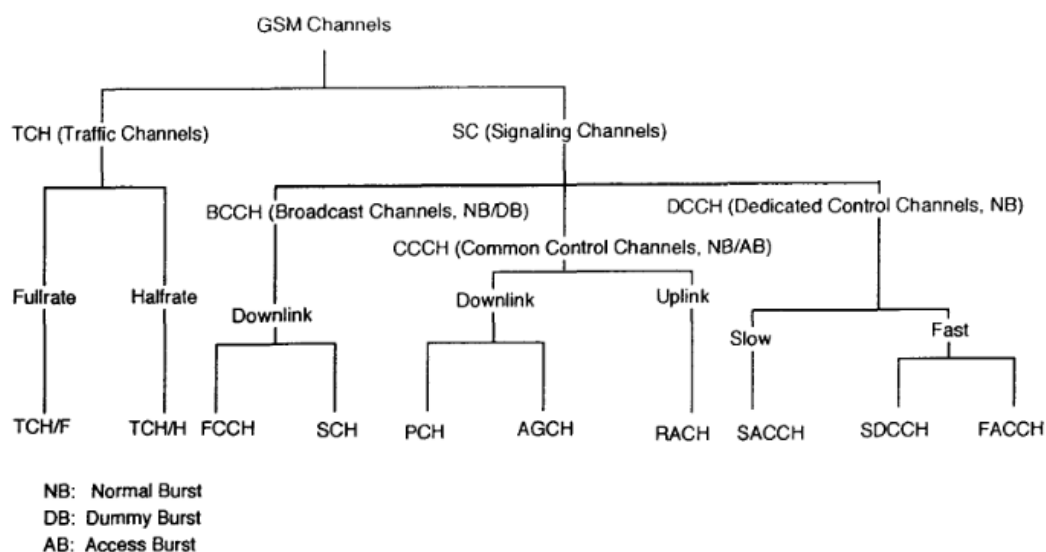 GSM Channels
TCH (Traffic Channels)
SC (Signaling Channels)
BCCH (Broadcast Channels, NB/DB)
DCCH (Dedicated Control Channels, NB)
CCCH (Common Control Channels, NB/AB)
Fullrate
Halfrate
Downlink
Downlink
Uplink
Slow
Fast
TCH/F
TCH/H
FCCH
SCH
PCH
AGCH
RACH
SACCH
SDCCH
FACCH
NB: Normal Burst
DB: Dummy Burst
AB: Access Burst